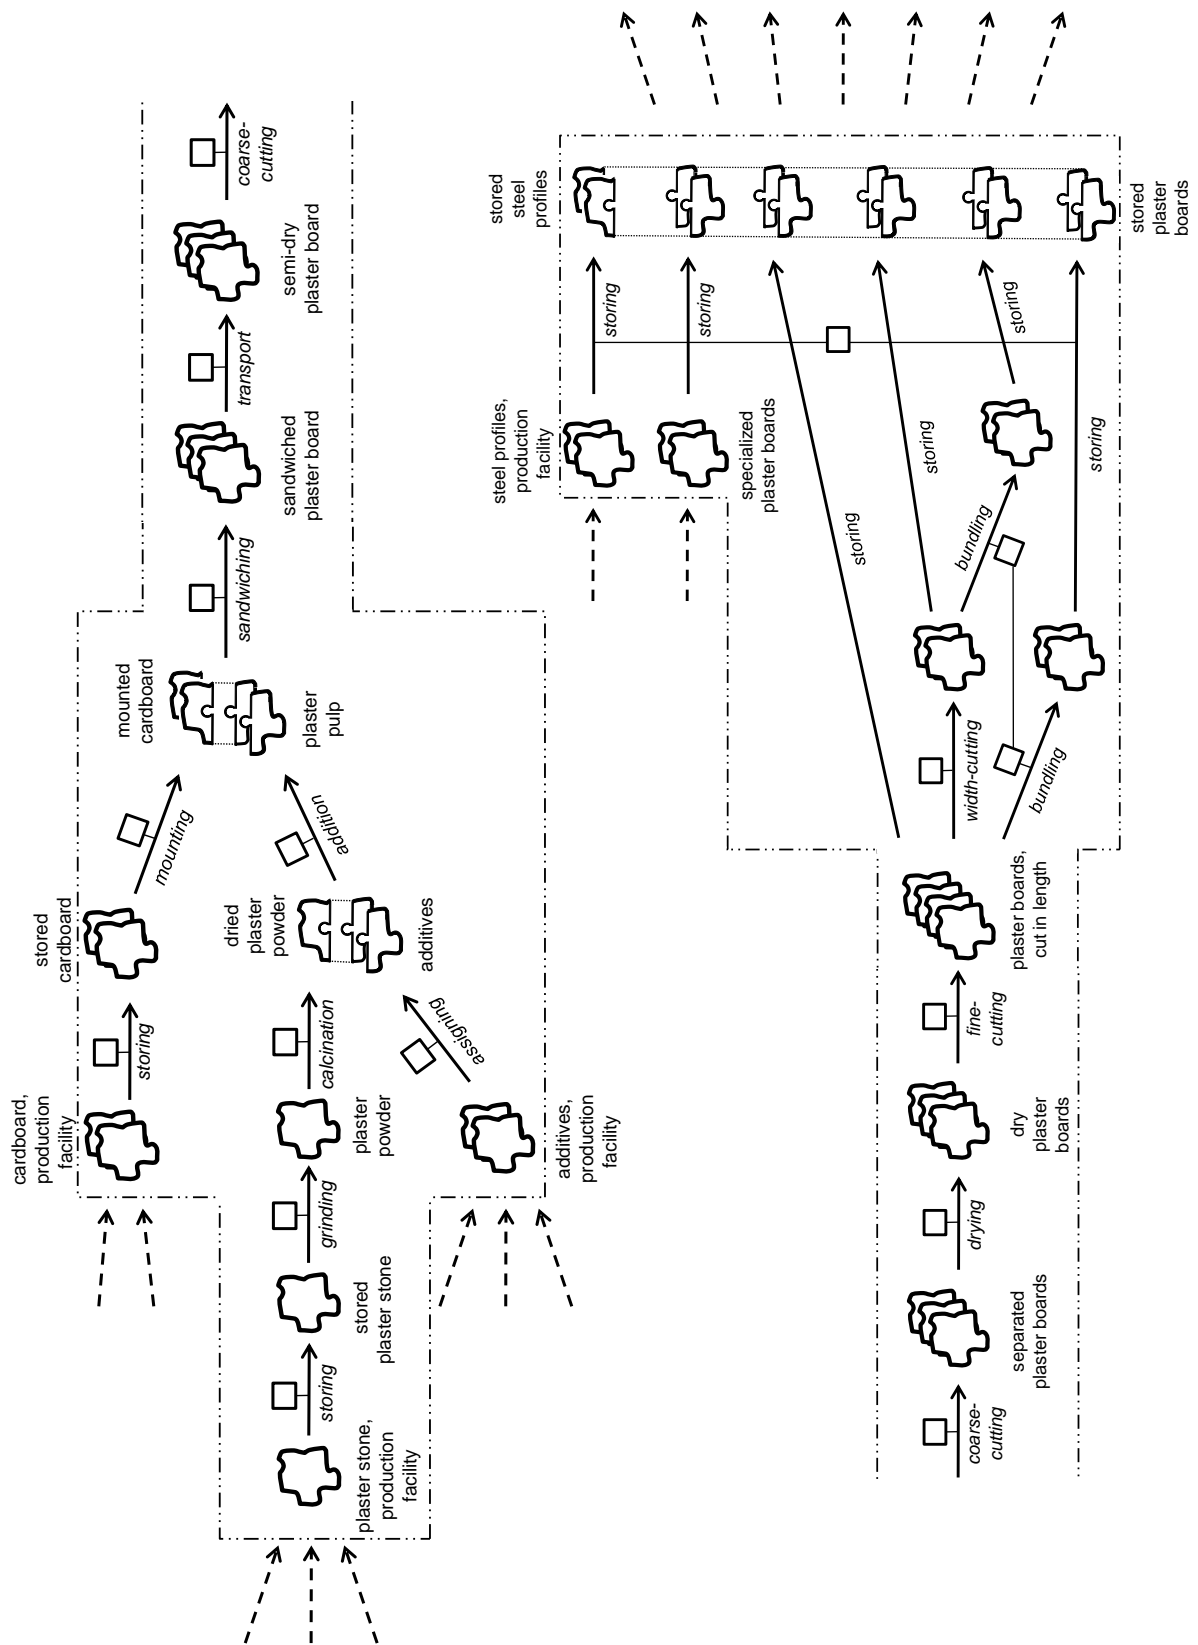 cardboard,
production
facility
storing
stored
cardboard
mounting
mounted
cardboard
plaster stone,
production
facility
storing
stored
plaster stone
grinding
plaster
powder
calcination
dried
plaster
powder
additives
additives,
production
facility
assigning
addition
plaster
pulp
sandwiching
sandwiched
plaster board
transport
semi-dry
plaster board
coarse-
cutting
coarse-
cutting
separated
plaster boards
drying
dry
plaster
boards
fine-
cutting
plaster boards,
cut in length
width-cutting
bundling
bundling
storing
storing
storing
storing
steel profiles,
production
facility
storing
specialized
plaster boards
storing
stored
steel
profiles
stored
plaster
boards